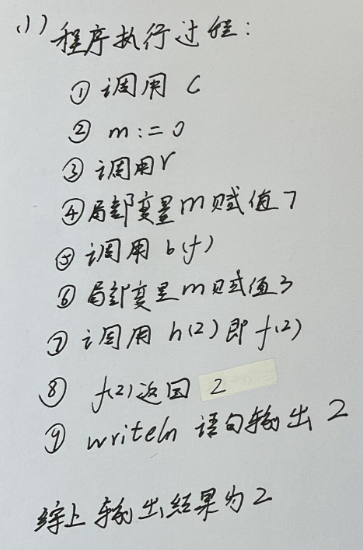 (1) 程序执行过程:
① 调用 c
② m:=0
③ 调用r
④ 局部变量m赋值7
⑤ 调用 b(f)
⑥ 局部变量m赋值3
⑦ 调用 h(2) 即 f(2)
⑧ f(2)返回 2
⑨ writeln 语句输出 2
综上 输出结果为2